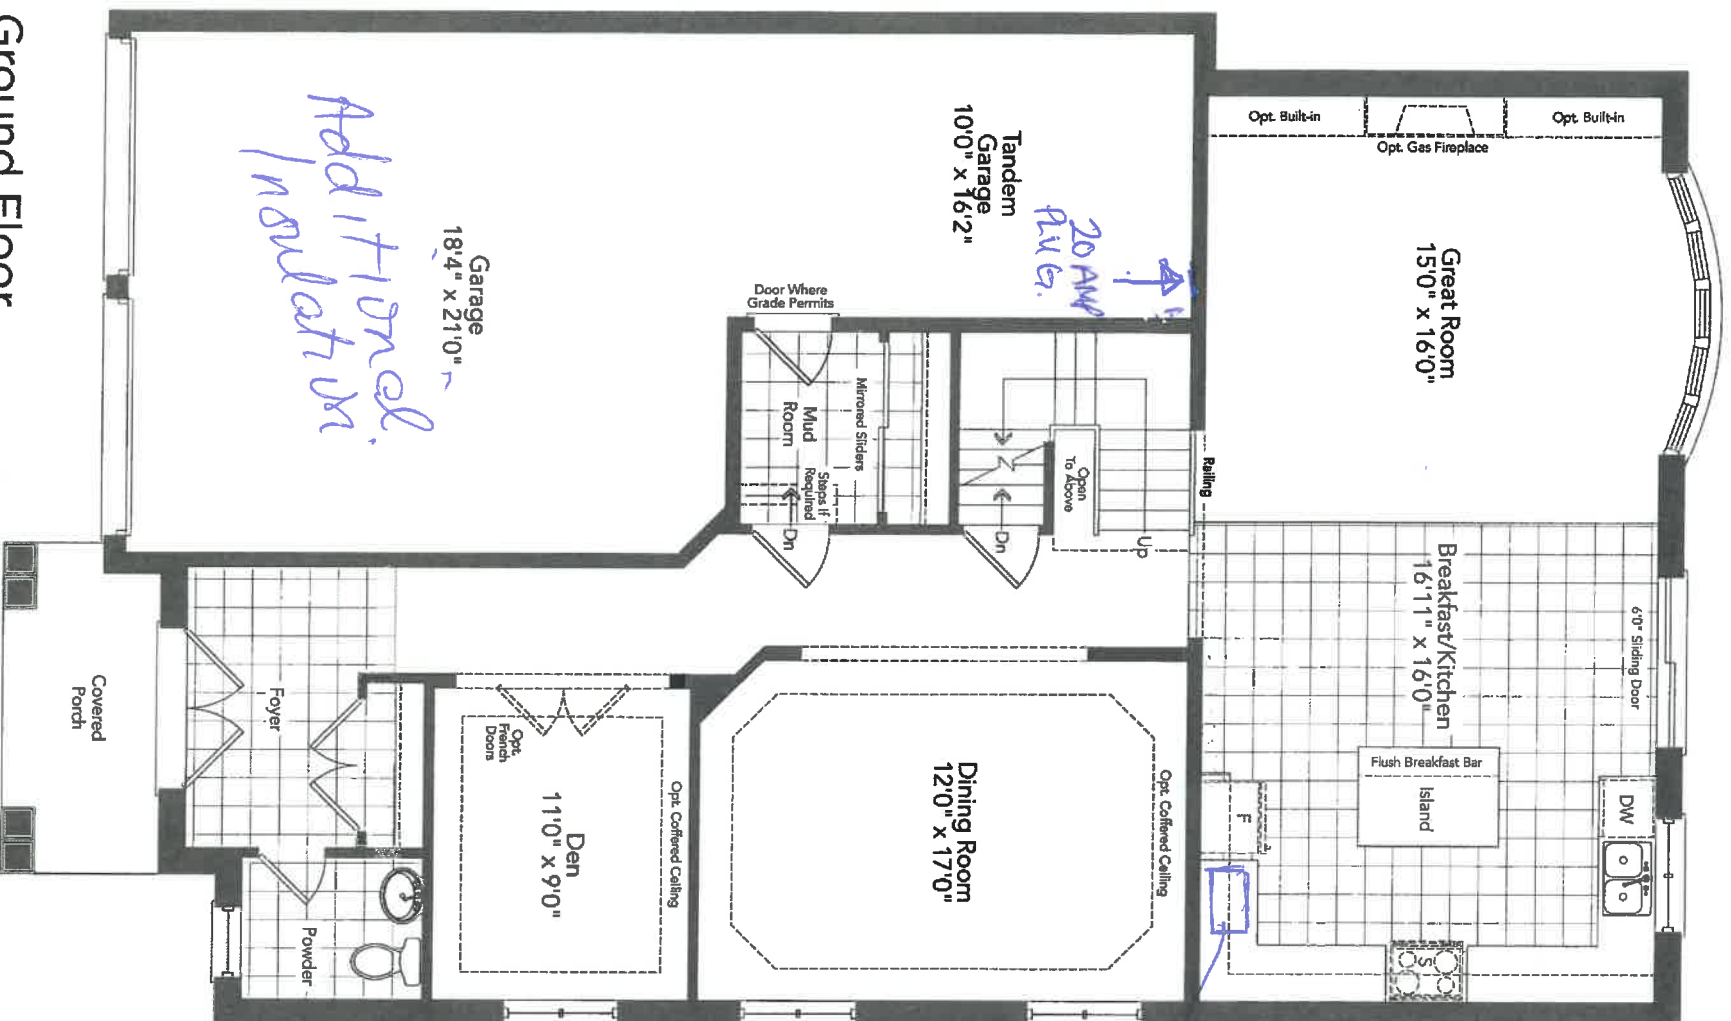 Ground Floor
Opt. Built-in
Opt. Gas Fireplace
Opt. Built-in
Great Room
15'0" x 16'0"
Tandem
Garage
10'0" x 16'2"
20 AMP
PLUG.
Garage
18'4" x 21'0"
Additional
Insulation
Door Where
Grade Permits
Mirrored Sliders
Mud
Room
Steps If
Required
Dn
Dn
Open
To Above
Up
Railing
Breakfast/Kitchen
16'11" x 16'0"
6'0" Sliding Door
Flush Breakfast Bar
Island
DW
F
S
Dining Room
12'0" x 17'0"
Opt. Coffered Ceiling
Den
11'0" x 9'0"
Opt. Coffered Ceiling
Opt.
French
Doors
Foyer
Powder
Covered
Porch